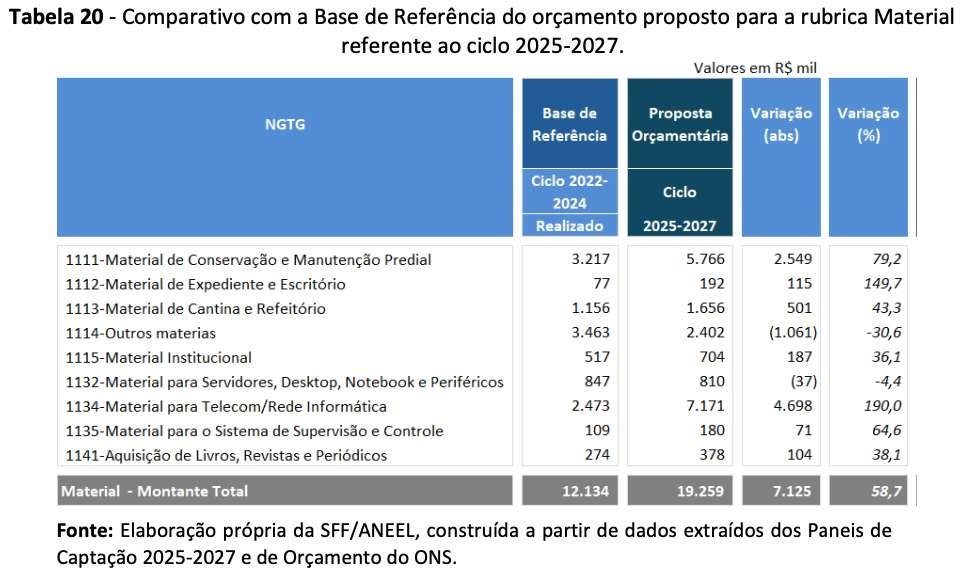 Tabela 20 - Comparativo com a Base de Referência do orçamento proposto para a rubrica Material
referente ao ciclo 2025-2027.
Valores em R$ mil
NGTG
Base de
Referência
Proposta
Orçamentária
Variação
(abs)
Variação
(%)
Ciclo 2022-
2024
Realizado
Ciclo
2025-2027
1111-Material de Conservação e Manutenção Predial 3.217 5.766 2.549 79,2
1112-Material de Expediente e Escritório 77 192 115 149,7
1113-Material de Cantina e Refeitório 1.156 1.656 501 43,3
1114-Outros materias 3.463 2.402 (1.061) -30,6
1115-Material Institucional 517 704 187 36,1
1132-Material para Servidores, Desktop, Notebook e Periféricos 847 810 (37) -4,4
1134-Material para Telecom/Rede Informática 2.473 7.171 4.698 190,0
1135-Material para o Sistema de Supervisão e Controle 109 180 71 64,6
1141-Aquisição de Livros, Revistas e Periódicos 274 378 104 38,1
Material - Montante Total 12.134 19.259 7.125 58,7
Fonte: Elaboração própria da SFF/ANEEL, construída a partir de dados extraídos dos Paneis de
Captação 2025-2027 e de Orçamento do ONS.